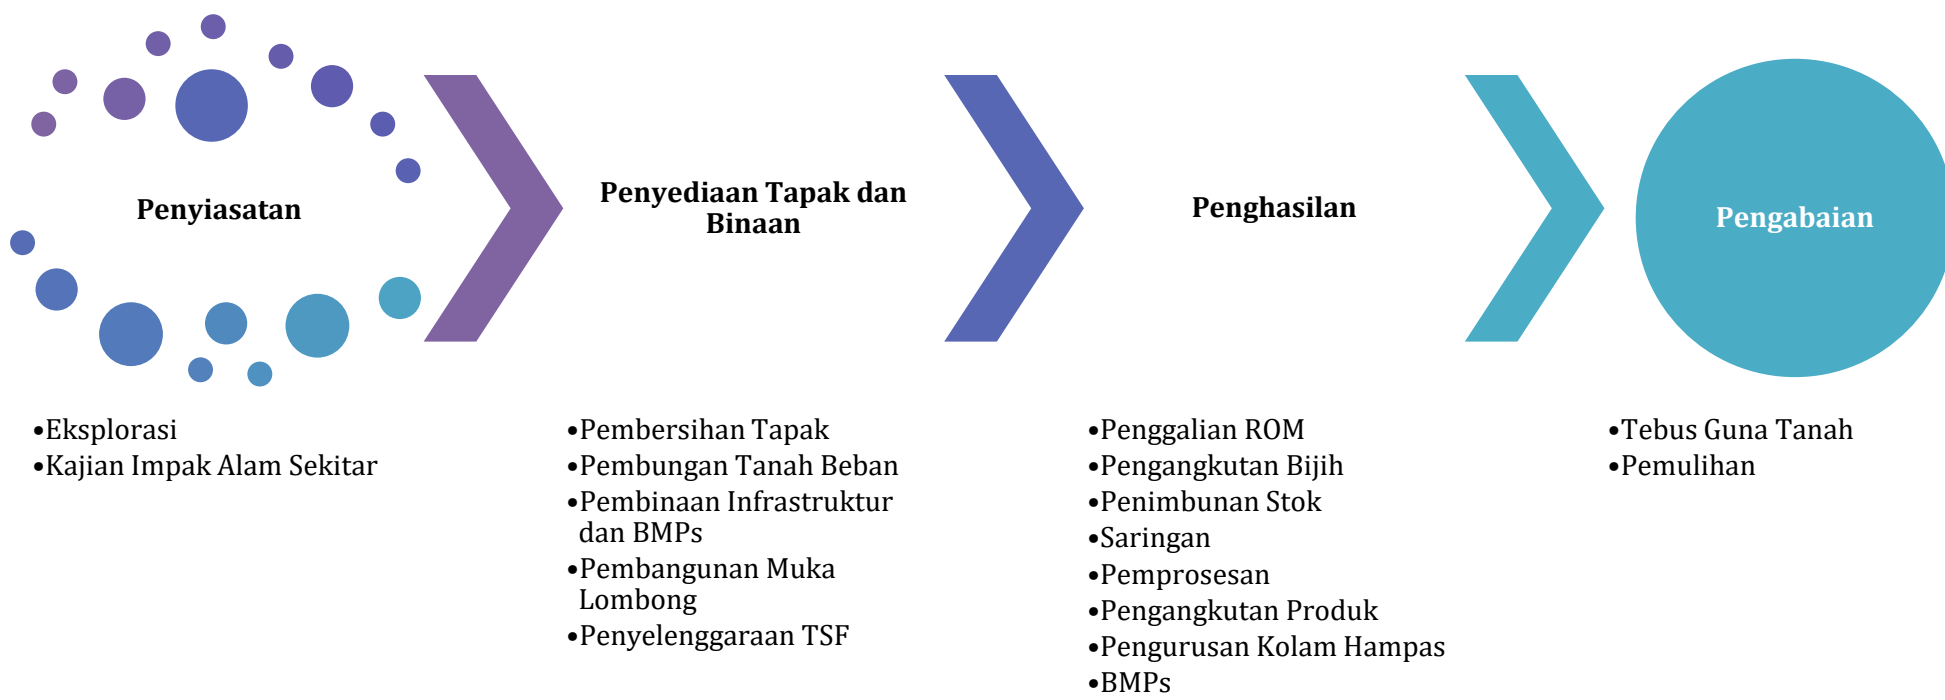 Penyiasatan
Penyediaan Tapak dan
Binaan
Penghasilan
Pengabaian
•Eksplorasi
•Kajian Impak Alam Sekitar
•Pembersihan Tapak
•Pembungan Tanah Beban
•Pembinaan Infrastruktur
dan BMPs
•Pembangunan Muka
Lombong
•Penyelenggaraan TSF
•Penggalian ROM
•Pengangkutan Bijih
•Penimbunan Stok
•Saringan
•Pemprosesan
•Pengangkutan Produk
•Pengurusan Kolam Hampas
•BMPs
•Tebus Guna Tanah
•Pemulihan